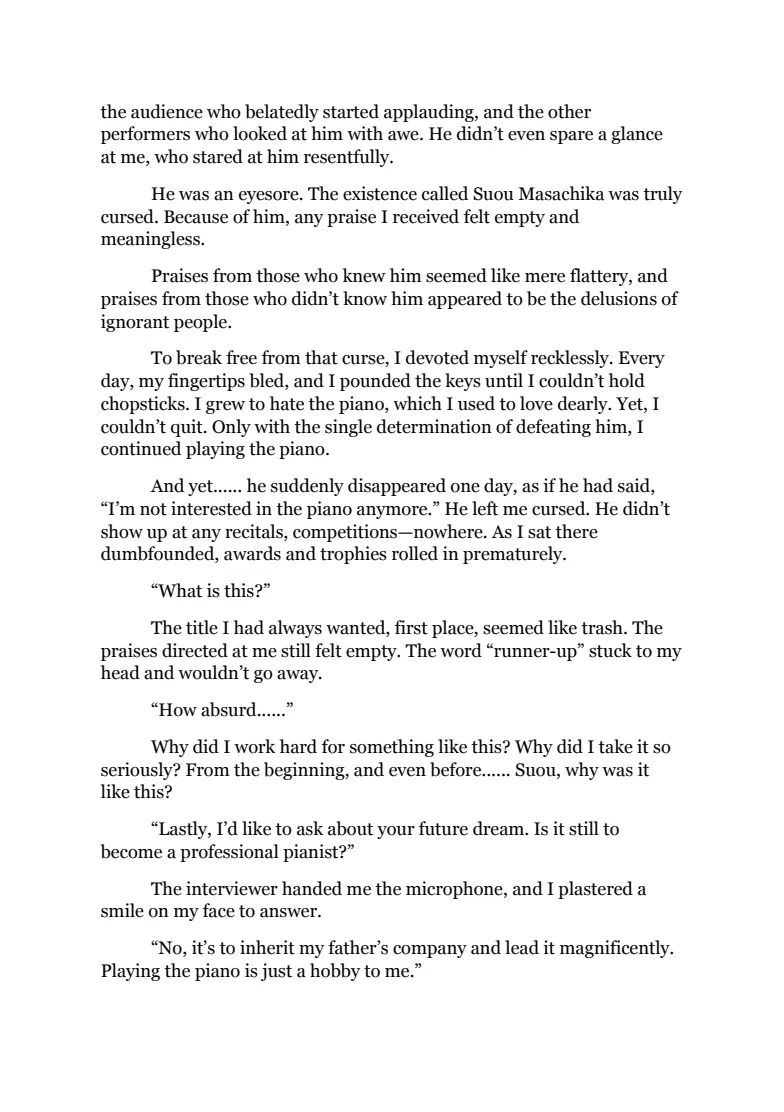 the audience who belatedly started applauding, and the other
performers who looked at him with awe. He didn’t even spare a glance
at me, who stared at him resentfully.
He was an eyesore. The existence called Suou Masachika was truly
cursed. Because of him, any praise I received felt empty and
meaningless.
Praises from those who knew him seemed like mere flattery, and
praises from those who didn’t know him appeared to be the delusions of
ignorant people.
To break free from that curse, I devoted myself recklessly. Every
day, my fingertips bled, and I pounded the keys until I couldn’t hold
chopsticks. I grew to hate the piano, which I used to love dearly. Yet, I
couldn’t quit. Only with the single determination of defeating him, I
continued playing the piano.
And yet...... he suddenly disappeared one day, as if he had said,
“I’m not interested in the piano anymore.” He left me cursed. He didn’t
show up at any recitals, competitions—nowhere. As I sat there
dumbfounded, awards and trophies rolled in prematurely.
“What is this?”
The title I had always wanted, first place, seemed like trash. The
praises directed at me still felt empty. The word “runner-up” stuck to my
head and wouldn’t go away.
“How absurd......”
Why did I work hard for something like this? Why did I take it so
seriously? From the beginning, and even before...... Suou, why was it
like this?
“Lastly, I’d like to ask about your future dream. Is it still to
become a professional pianist?”
The interviewer handed me the microphone, and I plastered a
smile on my face to answer.
“No, it’s to inherit my father’s company and lead it magnificently.
Playing the piano is just a hobby to me.”